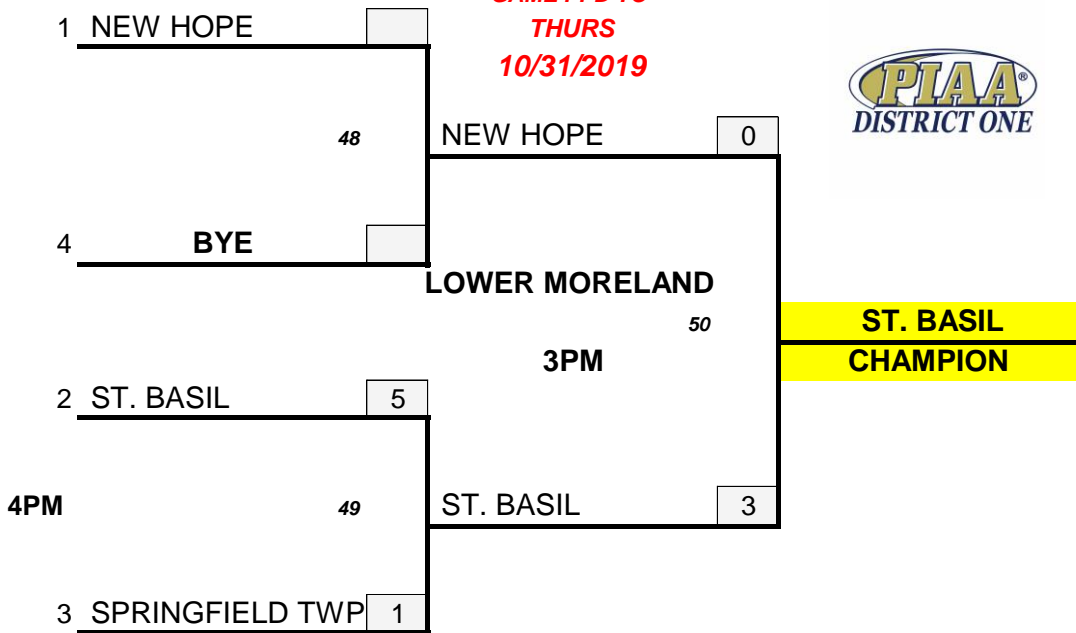 THURS
10/31/2019
1 NEW HOPE
PIAA®
DISTRICT ONE
48
NEW HOPE 0
4 BYE
LOWER MORELAND
50
ST. BASIL
3PM
CHAMPION
2 ST. BASIL 5
4PM
49
ST. BASIL 3
3 SPRINGFIELD TWP 1